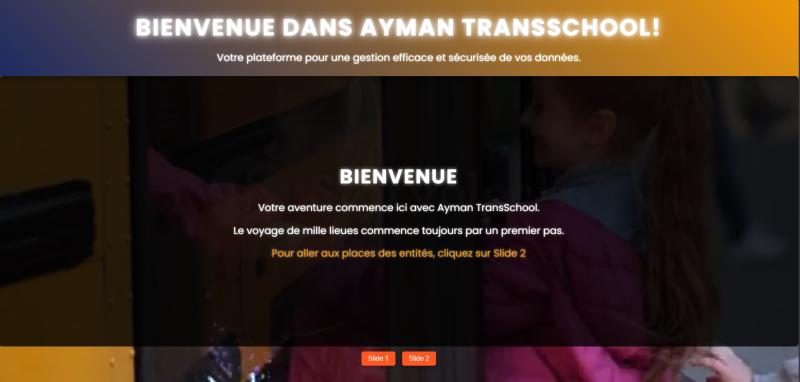 BIENVENUE DANS AYMAN TRANSSCHOOL!
Votre plateforme pour une gestion efficace et sécurisée de vos données.
BIENVENUE
Votre aventure commence ici avec Ayman TransSchool.
Le voyage de mille lieues commence toujours par un premier pas.
Pour aller aux places des entités, cliquez sur Slide 2
Slide 1 Slide 2